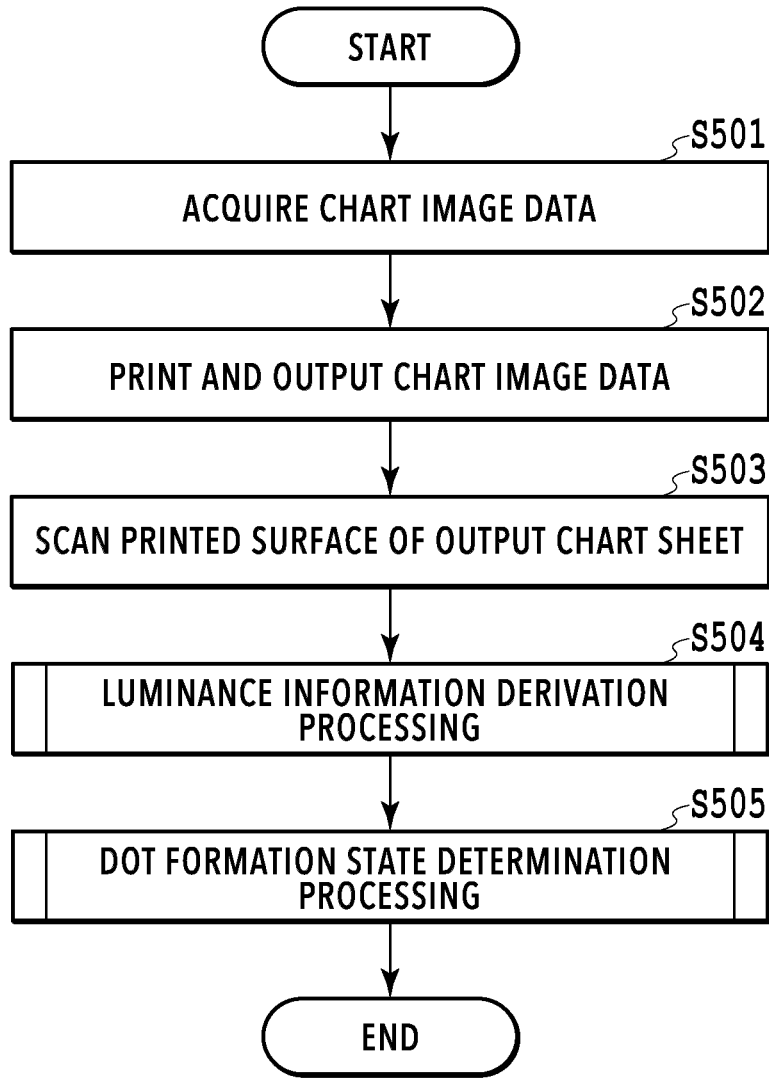 START
S501
ACQUIRE CHART IMAGE DATA
S502
PRINT AND OUTPUT CHART IMAGE DATA
S503
SCAN PRINTED SURFACE OF OUTPUT CHART SHEET
S504
LUMINANCE INFORMATION DERIVATION
PROCESSING
S505
DOT FORMATION STATE DETERMINATION
PROCESSING
END